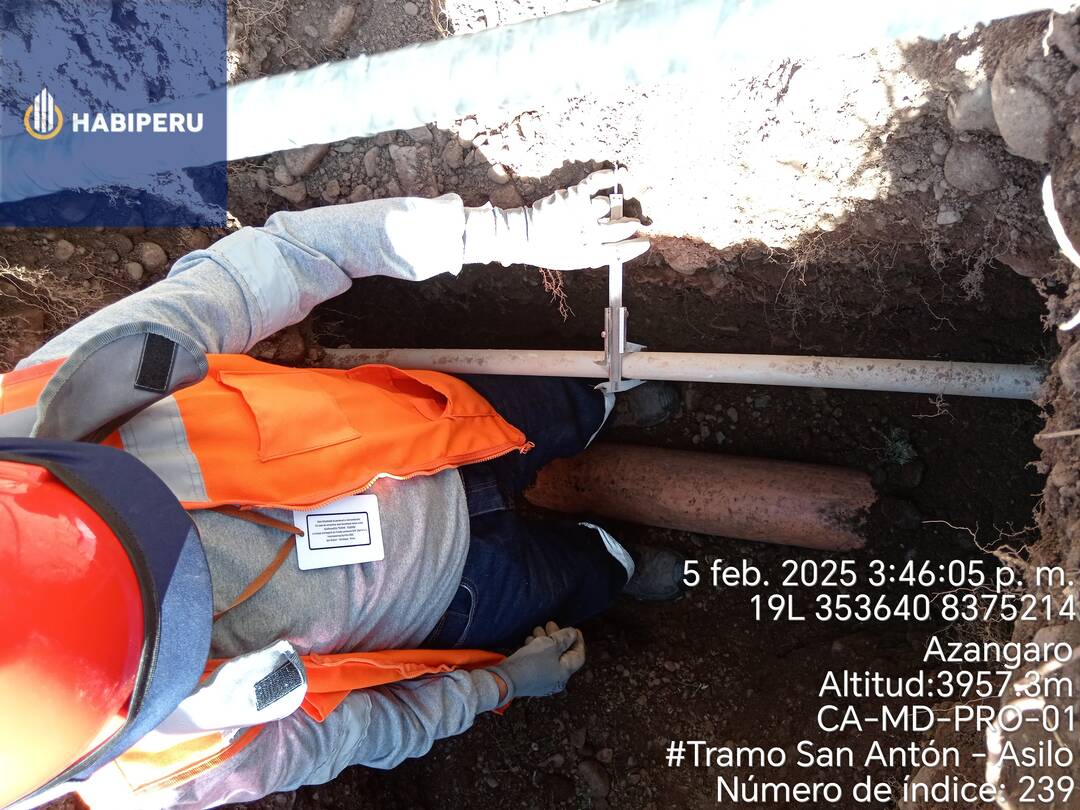 HABIPERU
5 feb. 2025 3:46:05 p. m.
19L 353640 8375214
Azangaro
Altitud:3957.3m
CA-MD-PRO-01
#Tramo San Antón - Asilo
Número de índice: 239